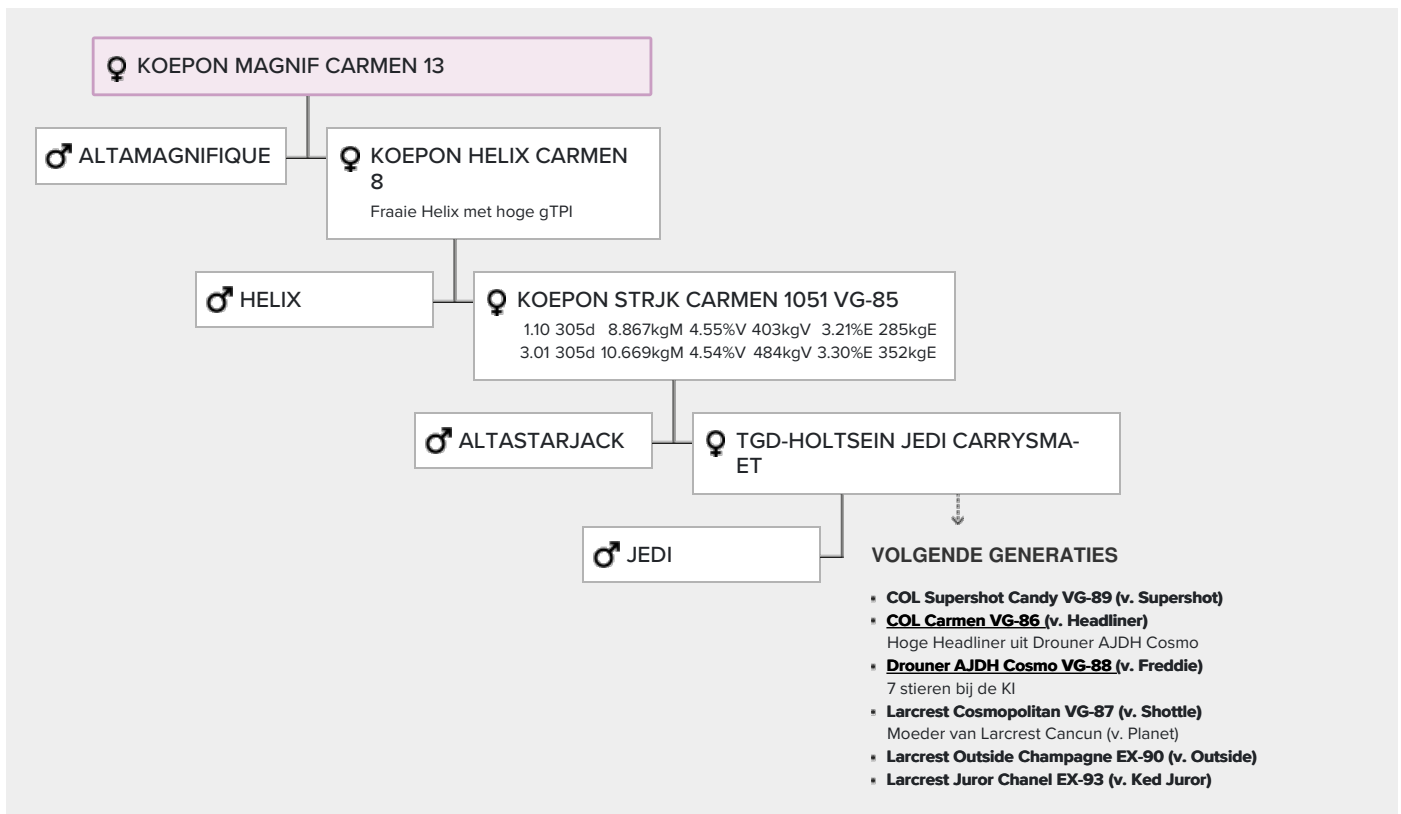 KOEPON MAGNIF CARMEN 13
ALTAMAGNIFIQUE
KOEPON HELIX CARMEN
8
Fraaie Helix met hoge gTPI
HELIX
KOEPON STRJK CARMEN 1051 VG-85
1.10 305d 8.867kgM 4.55%V 403kgV 3.21%E 285kgE
3.01 305d 10.669kgM 4.54%V 484kgV 3.30%E 352kgE
ALTASTARJACK
TGD-HOLTSEIN JEDI CARRYSMA-
ET
JEDI
VOLGENDE GENERATIES
COL Supershot Candy VG-89 (v. Supershot)
COL Carmen VG-86 (v. Headliner)
Hoge Headliner uit Drouner AJDH Cosmo
Drouner AJDH Cosmo VG-88 (v. Freddie)
7 stieren bij de KI
Larcrest Cosmopolitan VG-87 (v. Shottle)
Moeder van Larcrest Cancun (v. Planet)
Larcrest Outside Champagne EX-90 (v. Outside)
Larcrest Juror Chanel EX-93 (v. Ked Juror)